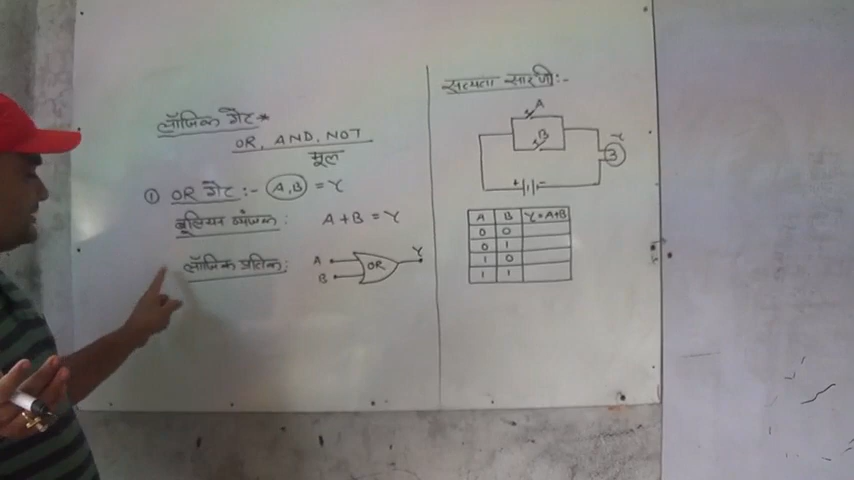 लॉजिक गेट *
OR, AND, NOT
मूल
① OR गेट :- (A,B) = Y
बूलियन व्यंजक : A+B = Y
लॉजिक प्रतिक :
A
B
OR
Y
सत्यता सारणी :-
A
B
Y
+ -
A B Y=A+B
0 0
0 1
1 0
1 1